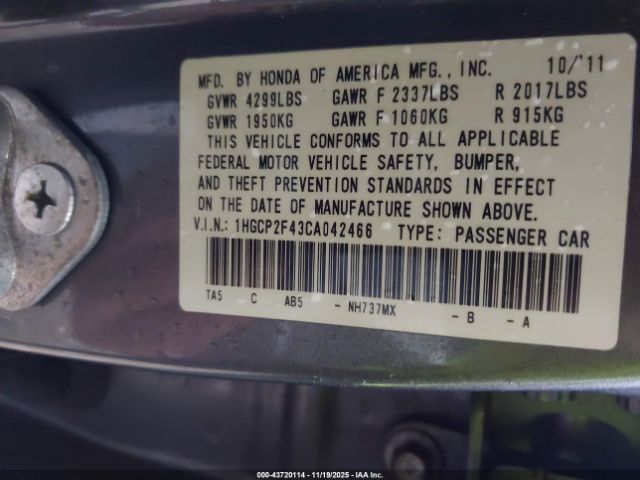 MFD. BY HONDA OF AMERICA MFG., INC. 10/'11
GVWR 4299LBS GAWR F 2337LBS R 2017LBS
GVWR 1950KG GAWR F 1060KG R 915KG
THIS VEHICLE CONFORMS TO ALL APPLICABLE
FEDERAL MOTOR VEHICLE SAFETY, BUMPER,
AND THEFT PREVENTION STANDARDS IN EFFECT
ON THE DATE OF MANUFACTURE SHOWN ABOVE.
V.I.N.: 1HGCP2F43CA042466 TYPE: PASSENGER CAR
TA5 C AB5 - NH737MX - B - A
000-43720114 - 11/19/2025 - IAAI, Inc.